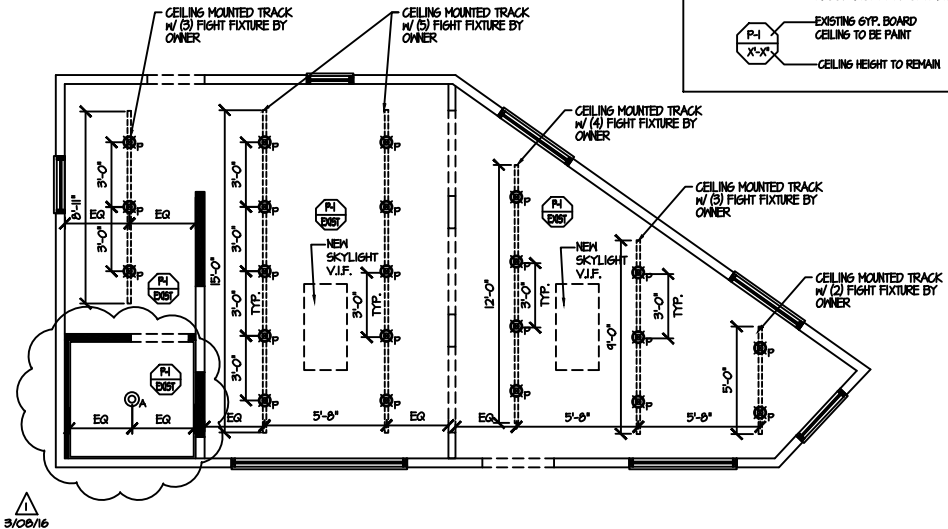 CEILING MOUNTED TRACK
w/ (3) FIGHT FIXTURE BY
OWNER
CEILING MOUNTED TRACK
w/ (5) FIGHT FIXTURE BY
OWNER
P-1
X'-X"
EXISTING GYP. BOARD
CEILING TO BE PAINT
CEILING HEIGHT TO REMAIN
CEILING MOUNTED TRACK
w/ (4) FIGHT FIXTURE BY
OWNER
CEILING MOUNTED TRACK
w/ (3) FIGHT FIXTURE BY
OWNER
CEILING MOUNTED TRACK
w/ (2) FIGHT FIXTURE BY
OWNER
8'-11"
3'-0"
3'-0"
EQ
EQ
P
P
P
P-1
EXIST
15'-0"
3'-0"
3'-0"
3'-0"
TYP.
3'-0"
P
P
P
P
P
P-1
EXIST
NEW
SKYLIGHT
V.I.F.
3'-0"
TYP.
P
P
P
P
P
12'-0"
3'-0"
TYP.
P
P
P
P
P-1
EXIST
NEW
SKYLIGHT
V.I.F.
9'-0"
3'-0"
TYP.
P
P
P
5'-0"
P
P
P-1
EXIST
A
EQ
EQ
EQ
5'-8"
EQ
EQ
5'-8"
5'-8"
1
3/08/16